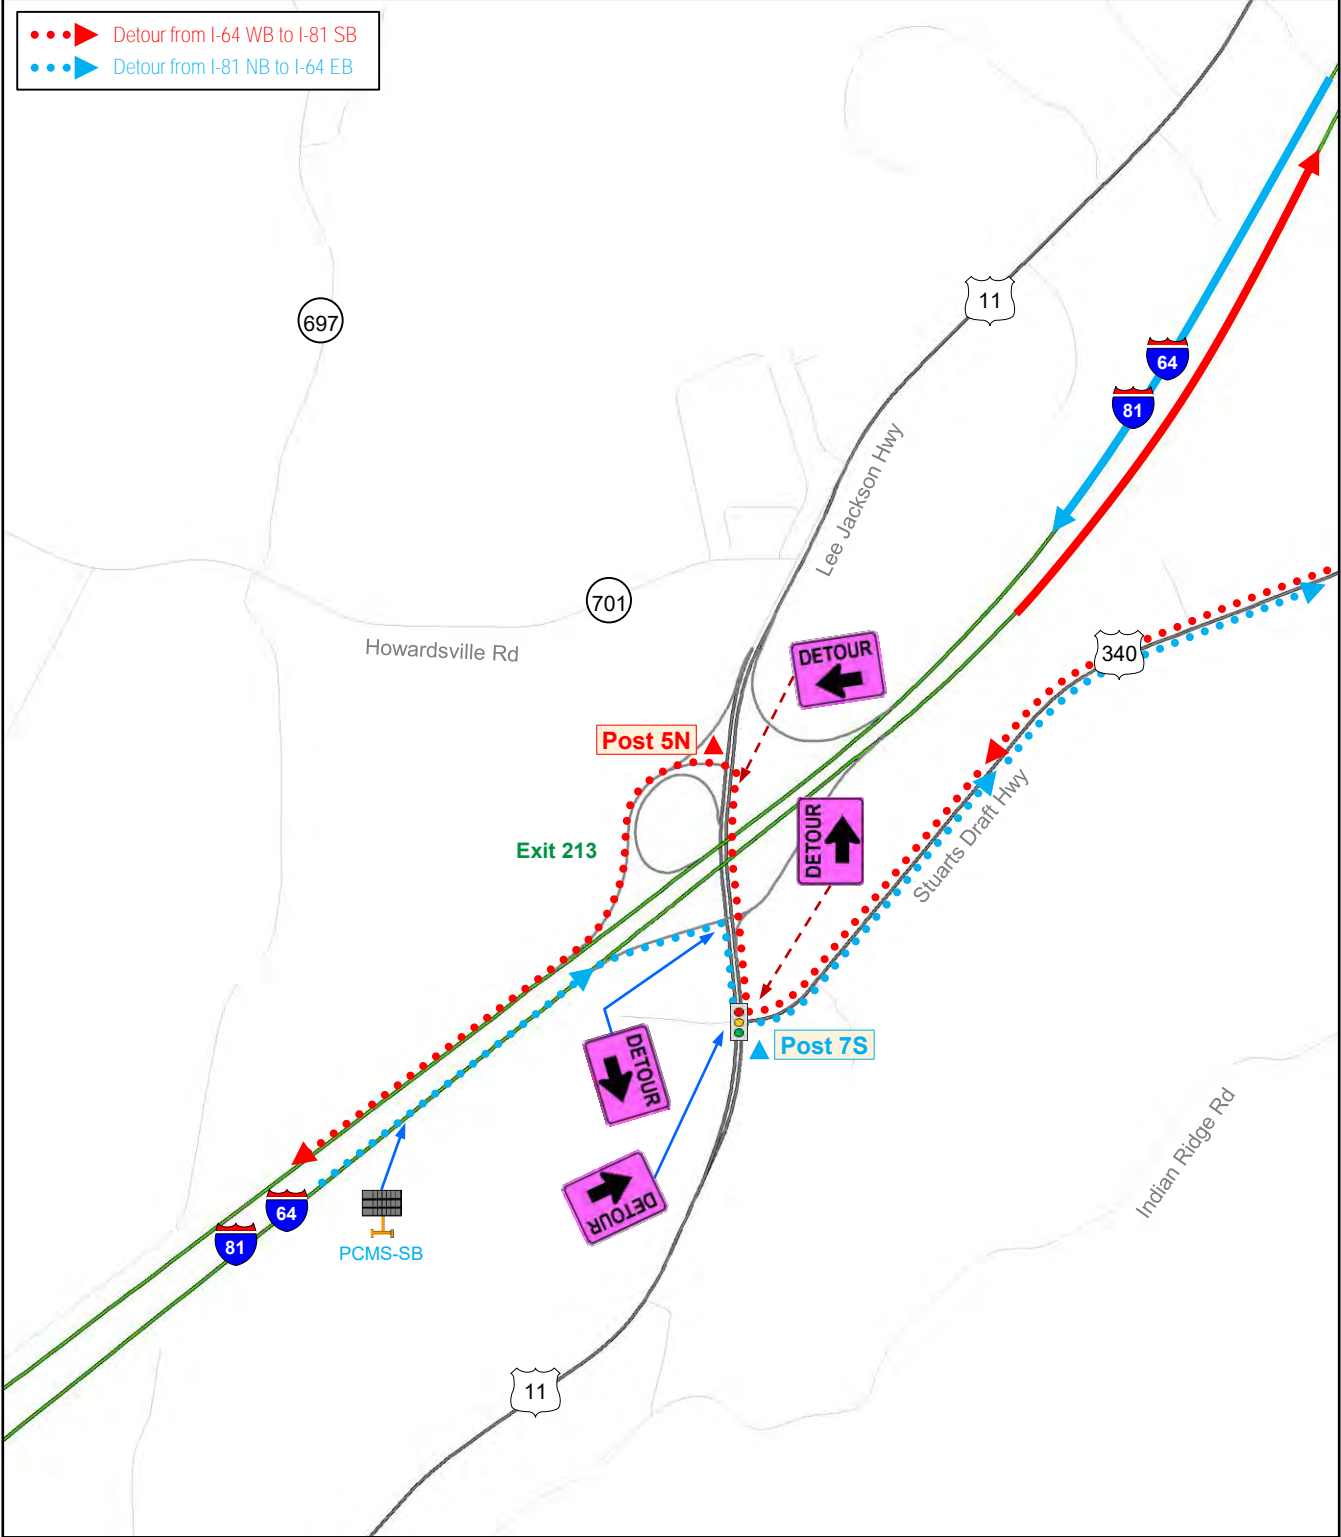 Detour from I-64 WB to I-81 SB
Detour from I-81 NB to I-64 EB
11
697
64
81
Lee Jackson Hwy
701
Howardsville Rd
DETOUR
340
Post 5N
DETOUR
Stuarts Draft Hwy
Exit 213
DETOUR
Post 7S
DETOUR
Indian Ridge Rd
64
81
PCMS-SB
11